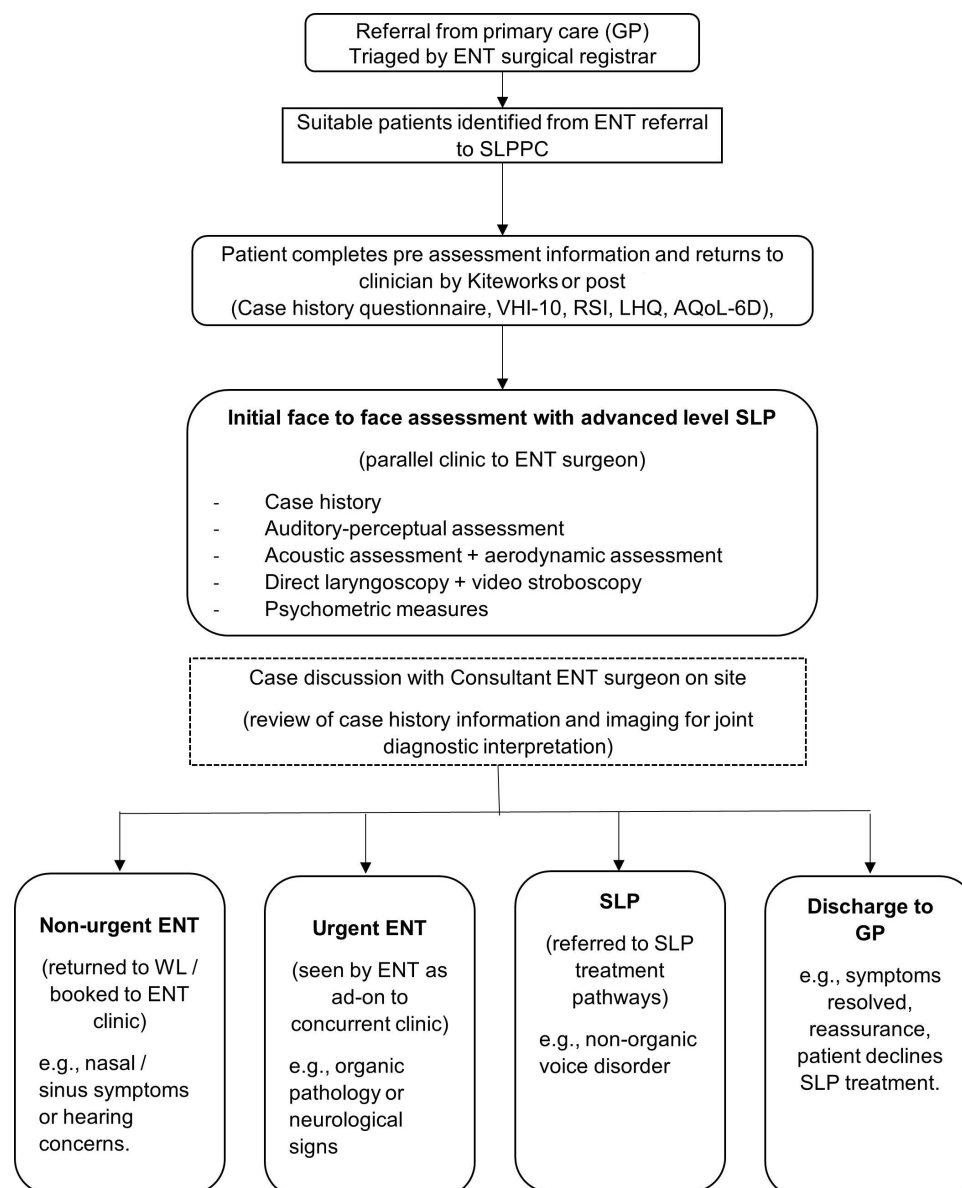 Referral from primary care (GP)
Triaged by ENT surgical registrar
Suitable patients identified from ENT referral
to SLPPC
Patient completes pre assessment information and returns to
clinician by Kiteworks or post
(Case history questionnaire, VHI-10, RSI, LHQ, AQoL-6D),
Initial face to face assessment with advanced level SLP
(parallel clinic to ENT surgeon)
- Case history
- Auditory-perceptual assessment
- Acoustic assessment + aerodynamic assessment
- Direct laryngoscopy + video stroboscopy
- Psychometric measures
Case discussion with Consultant ENT surgeon on site
(review of case history information and imaging for joint
diagnostic interpretation)
Non-urgent ENT
(returned to WL /
booked to ENT
clinic)
e.g., nasal /
sinus symptoms
or hearing
concerns.
Urgent ENT
(seen by ENT as
ad-on to
concurrent clinic)
e.g., organic
pathology or
neurological
signs
SLP
(referred to SLP
treatment
pathways)
e.g., non-organic
voice disorder
Discharge to
GP
e.g., symptoms
resolved,
reassurance,
patient declines
SLP treatment.